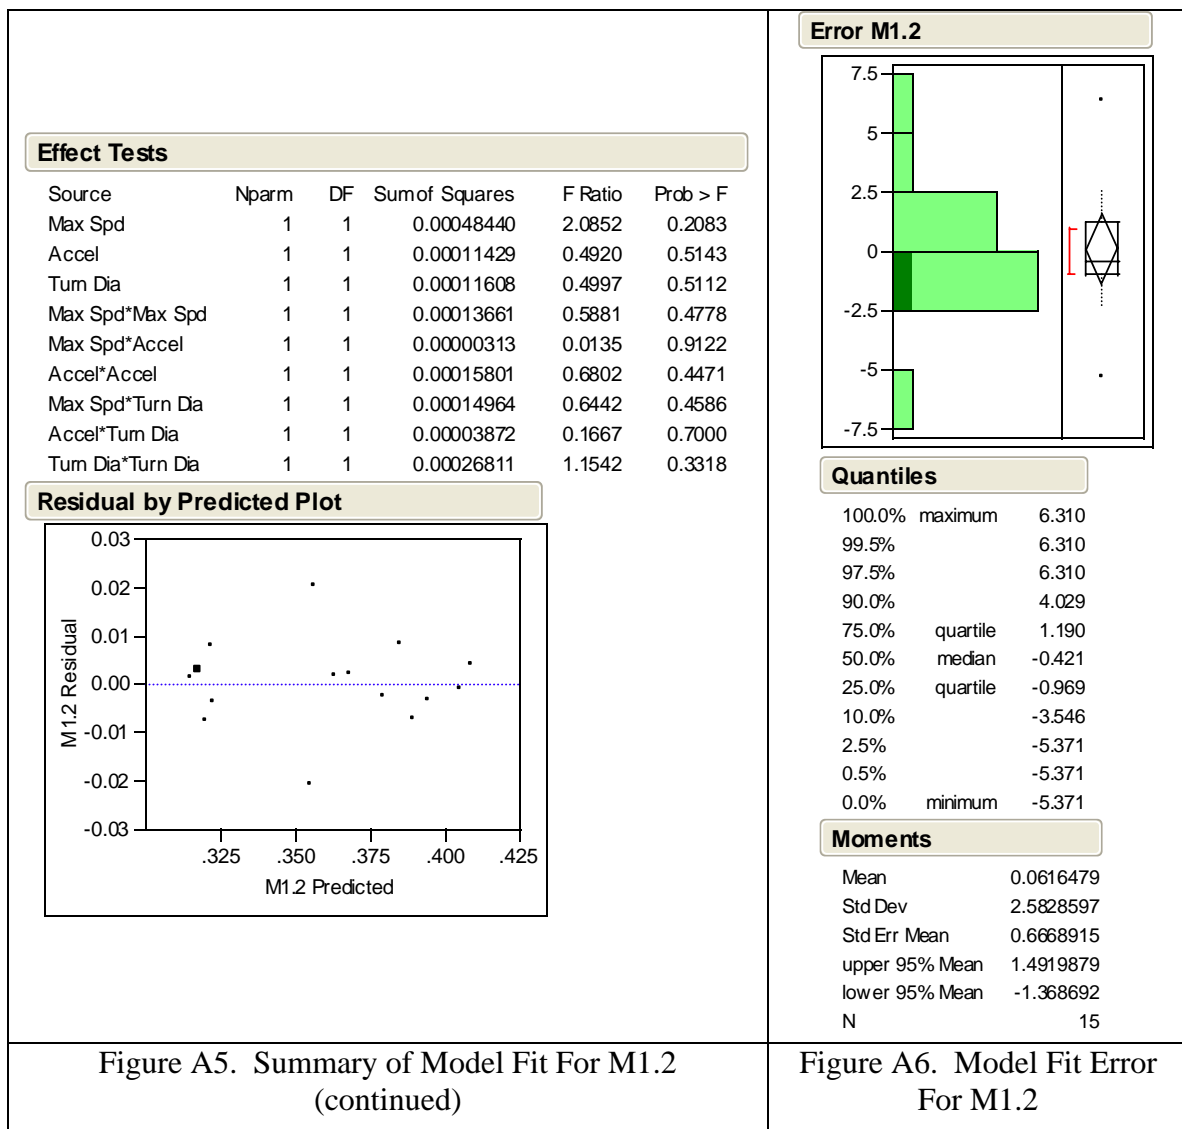 Effect Tests
Source Nparm DF Sum of Squares F Ratio Prob > F
Max Spd 1 1 0.00048440 2.0852 0.2083
Accel 1 1 0.00011429 0.4920 0.5143
Turn Dia 1 1 0.00011608 0.4997 0.5112
Max Spd*Max Spd 1 1 0.00013661 0.5881 0.4778
Max Spd*Accel 1 1 0.00000313 0.0135 0.9122
Accel*Accel 1 1 0.00015801 0.6802 0.4471
Max Spd*Turn Dia 1 1 0.00014964 0.6442 0.4586
Accel*Turn Dia 1 1 0.00003872 0.1667 0.7000
Turn Dia*Turn Dia 1 1 0.00026811 1.1542 0.3318
Residual by Predicted Plot
0.03
0.02
0.01
0.00
-0.01
-0.02
-0.03
M1.2 Residual
.325 .350 .375 .400 .425
M1.2 Predicted
Figure A5. Summary of Model Fit For M1.2
(continued)
Error M1.2
7.5
5
2.5
0
-2.5
-5
-7.5
Quantiles
100.0% maximum 6.310
99.5% 6.310
97.5% 6.310
90.0% 4.029
75.0% quartile 1.190
50.0% median -0.421
25.0% quartile -0.969
10.0% -3.546
2.5% -5.371
0.5% -5.371
0.0% minimum -5.371
Moments
Mean 0.0616479
Std Dev 2.5828597
Std Err Mean 0.6668915
upper 95% Mean 1.4919879
lower 95% Mean -1.368692
N 15
Figure A6. Model Fit Error
For M1.2